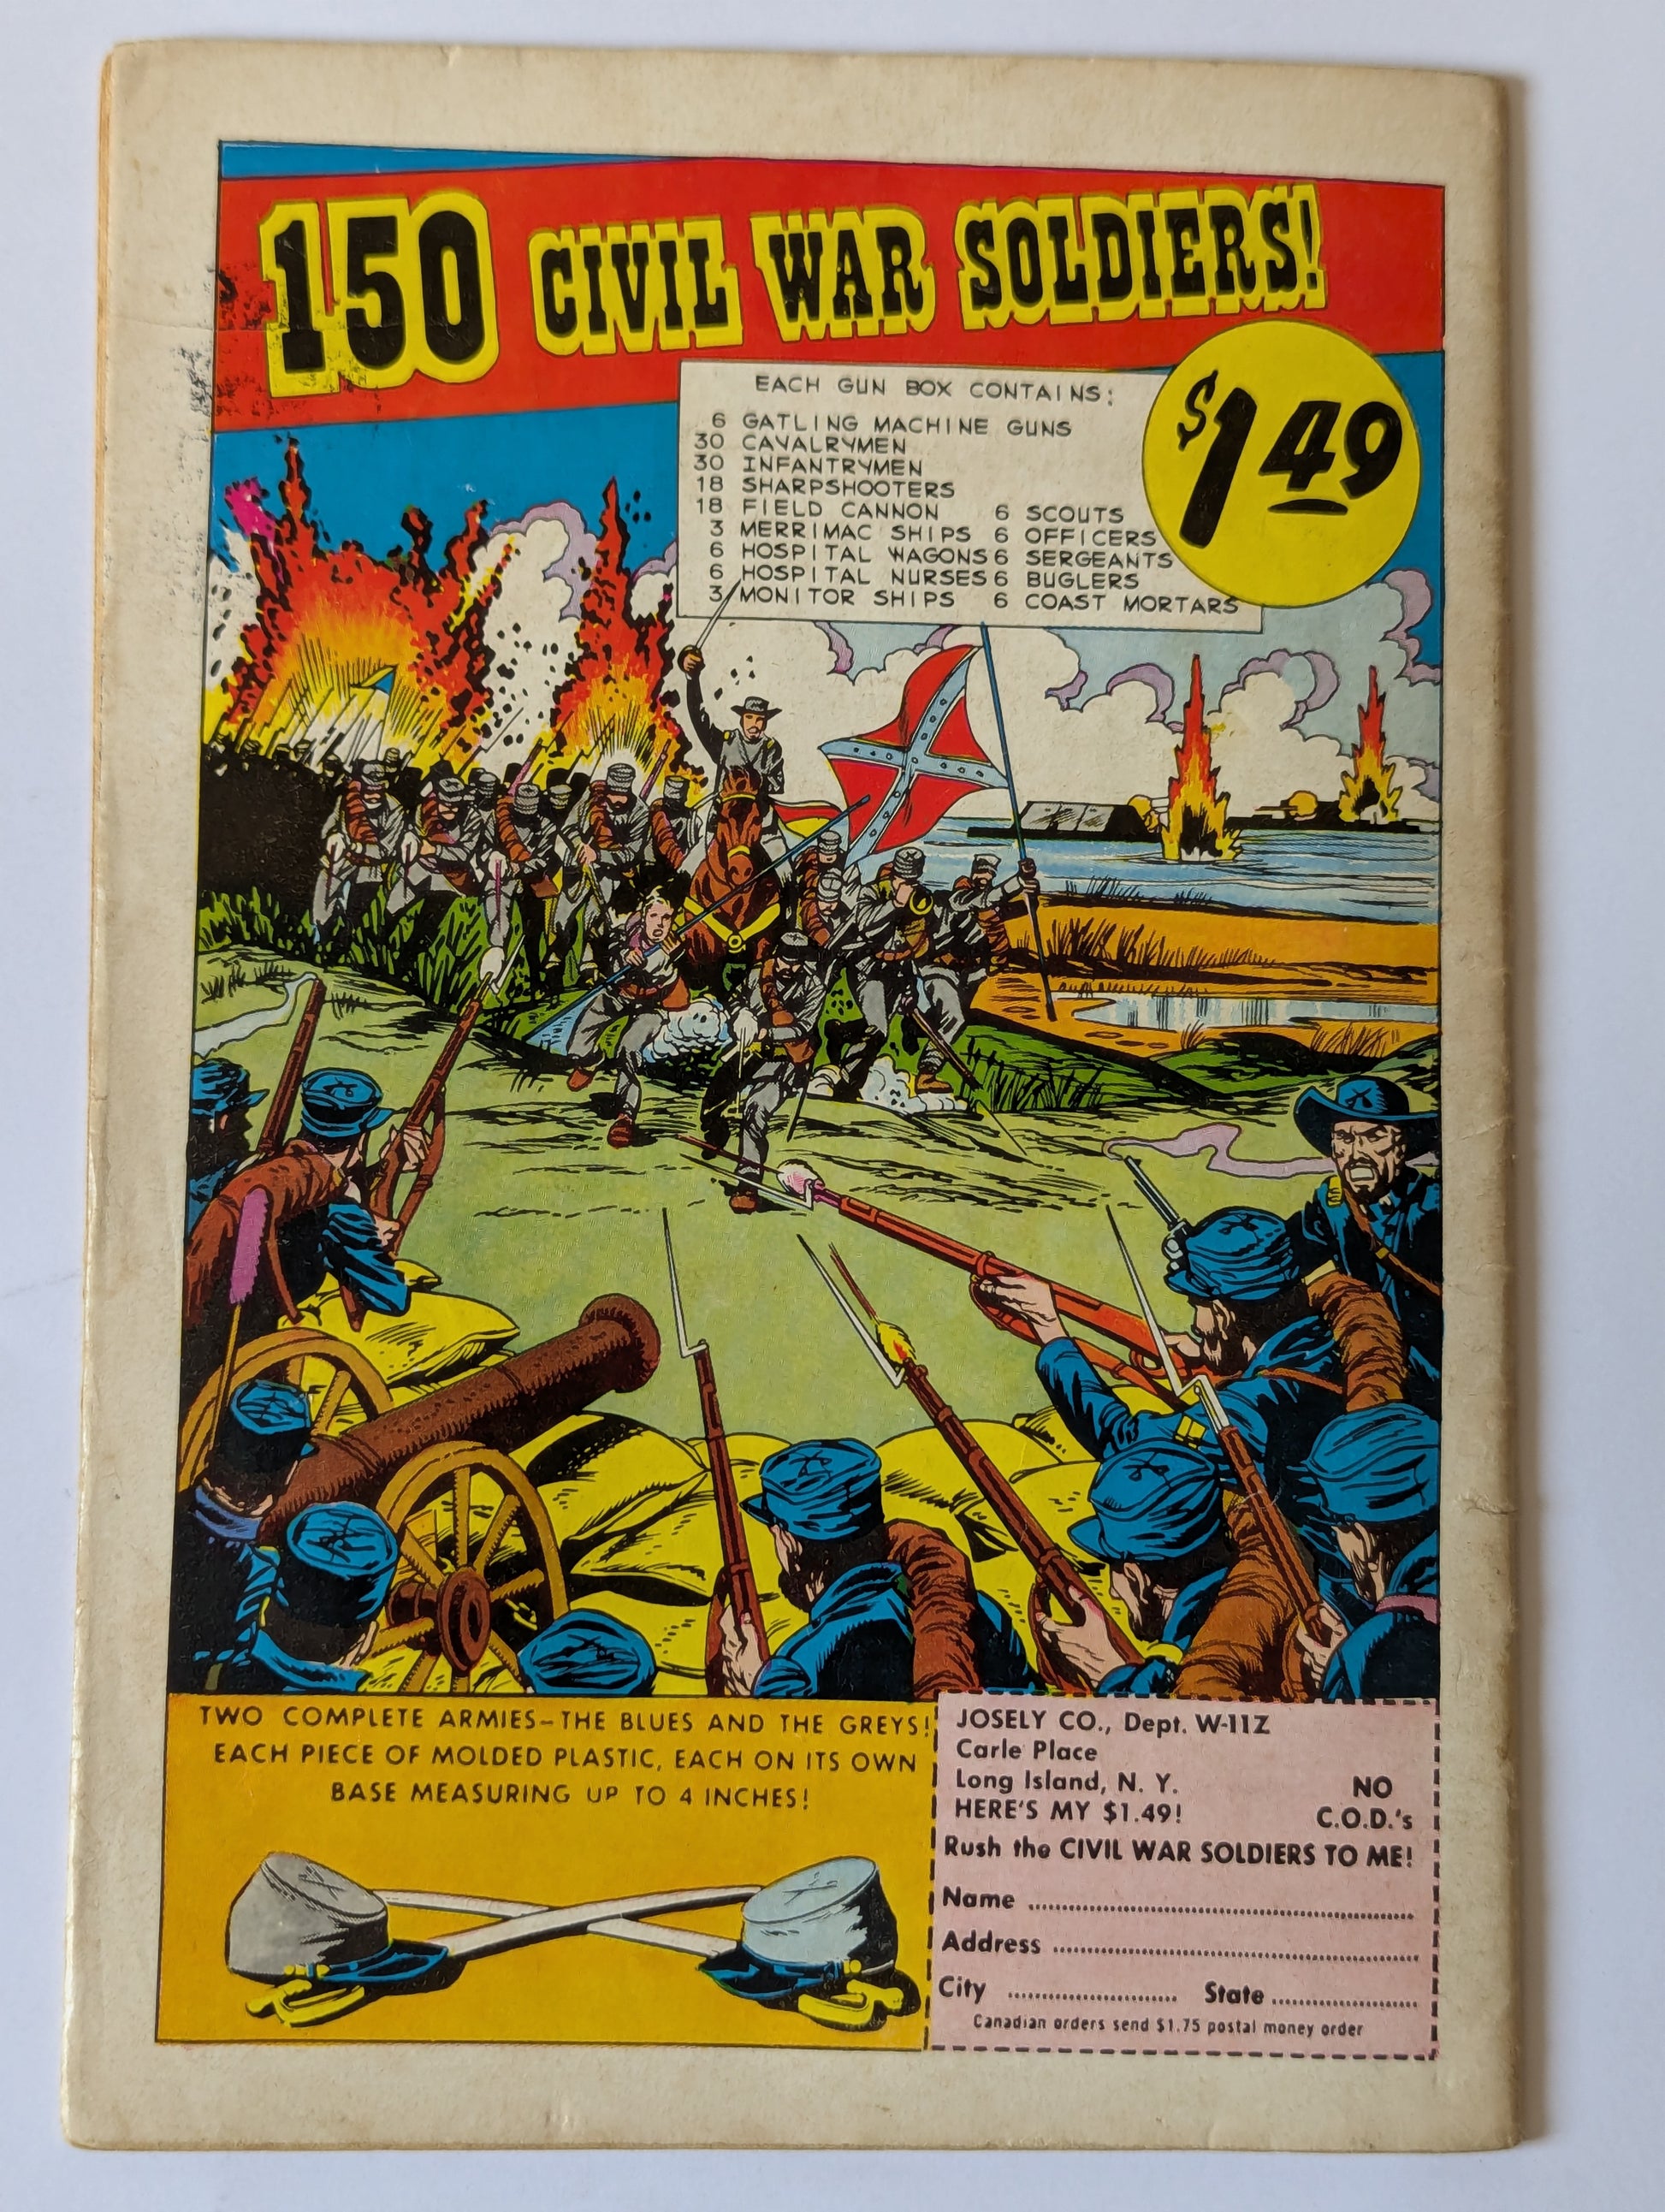 150 CIVIL WAR SOLDIERS!
$1.49
EACH GUN BOX CONTAINS:
6 GATLING MACHINE GUNS
30 CAVALRYMEN
30 INFANTRYMEN
18 SHARPSHOOTERS
18 FIELD CANNON 6 SCOUTS
3 MERRIMAC SHIPS 6 OFFICERS
6 HOSPITAL WAGONS 6 SERGEANTS
6 HOSPITAL NURSES 6 BUGLERS
3 MONITOR SHIPS 6 COAST MORTARS
TWO COMPLETE ARMIES-THE BLUES AND THE GREYS!
EACH PIECE OF MOLDED PLASTIC, EACH ON ITS OWN
BASE MEASURING UP TO 4 INCHES!
JOSELY CO., Dept. W-11Z
Carle Place
Long Island, N. Y.
HERE'S MY $1.49!
NO
C.O.D.'s
Rush the CIVIL WAR SOLDIERS TO ME!
Name
Address
City State
Canadian orders send $1.75 postal money order